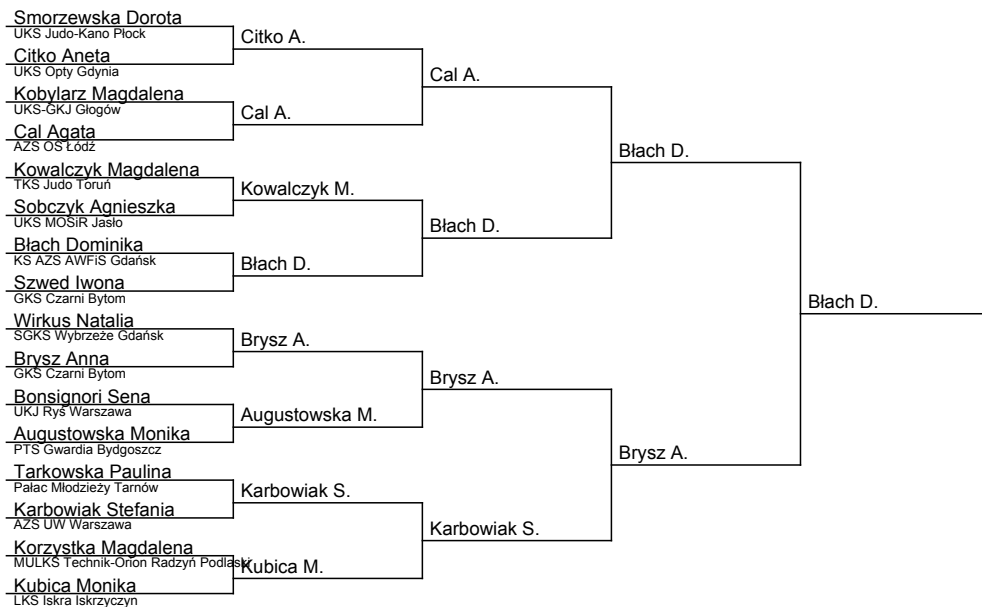 Smorzewska Dorota
UKS Judo-Kano Płock
Citko Aneta
UKS Opty Gdynia
Kobylarz Magdalena
UKS-GKJ Głogów
Cal Agata
AZS OŚ Łódź
Kowalczyk Magdalena
TKS Judo Toruń
Sobczyk Agnieszka
UKS MOSiR Jasło
Błach Dominika
KS AZS AWFiS Gdańsk
Szwed Iwona
GKS Czarni Bytom
Wirkus Natalia
SGKS Wybrzeże Gdańsk
Brysz Anna
GKS Czarni Bytom
Bonsignori Sena
UKJ Ryś Warszawa
Augustowska Monika
PTS Gwardia Bydgoszcz
Tarkowska Paulina
Pałac Młodzieży Tarnów
Karbowiak Stefania
AZS UW Warszawa
Korzystka Magdalena
MULKS Technik-Orion Radzyń Podlaski
Kubica Monika
LKS Iskra Iskrzyczyn
Citko A.
Cal A.
Kowalczyk M.
Błach D.
Brysz A.
Augustowska M.
Karbowiak S.
Kubica M.
Cal A.
Błach D.
Brysz A.
Karbowiak S.
Błach D.
Brysz A.
Błach D.